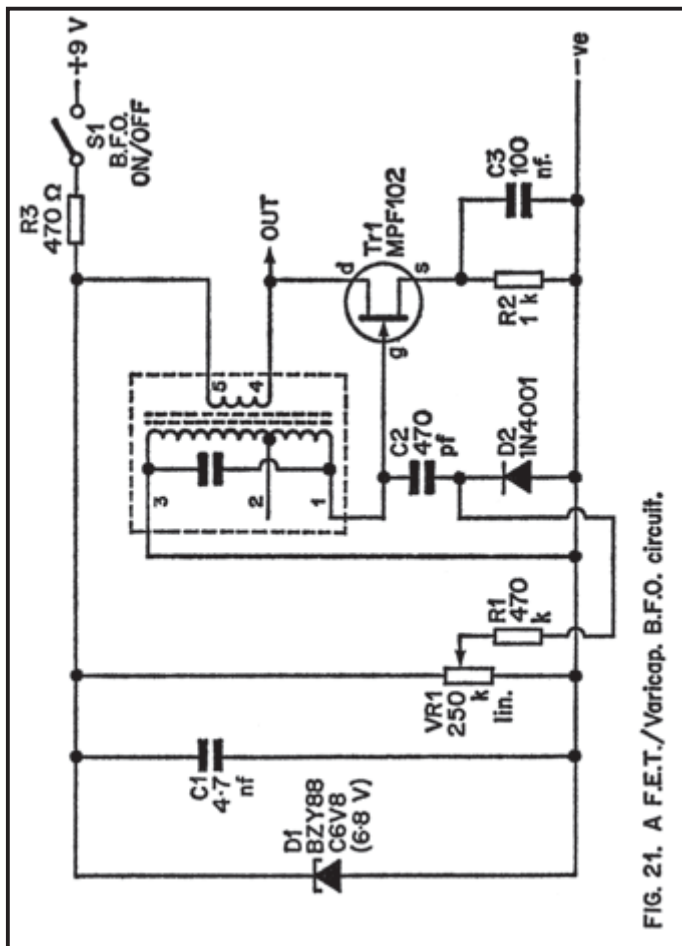 R3
470 Ω
S1
B.F.O.
ON/OFF
+9 V
D1
BZY88
C6V8
(6·8 V)
C1
4·7
nf
3
2
1
5
4
OUT
VR1
250
k
lin.
R1
470
k
C2
470
pf
D2
1N4001
g
d
s
Tr1
MPF102
R2
1 k
C3
100
nf.
−ve
FIG. 21. A F.E.T./Varicap. B.F.O. circuit.